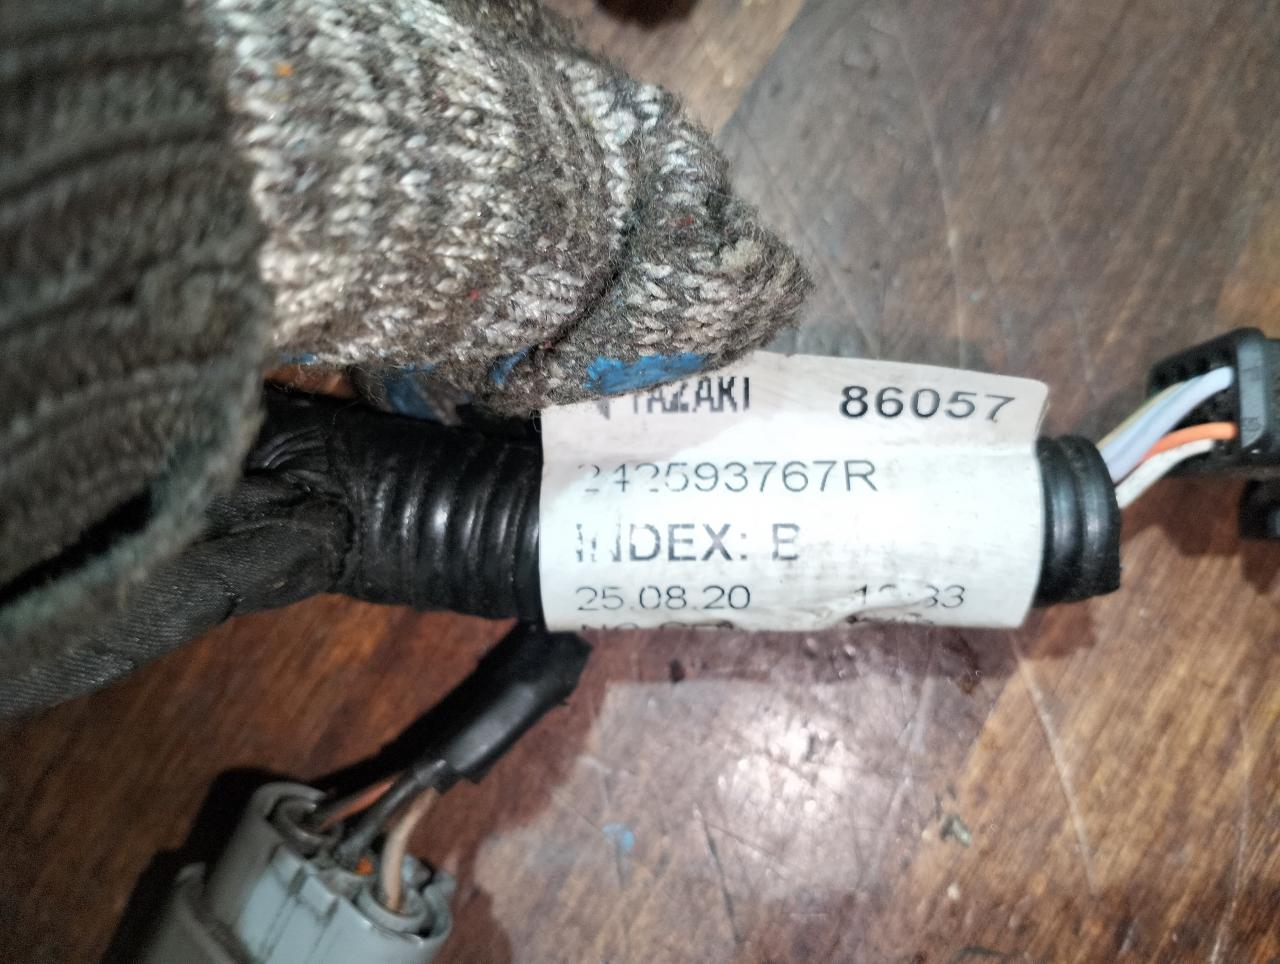 YAZAKI 86057
242593767R
INDEX: B
25.08.20